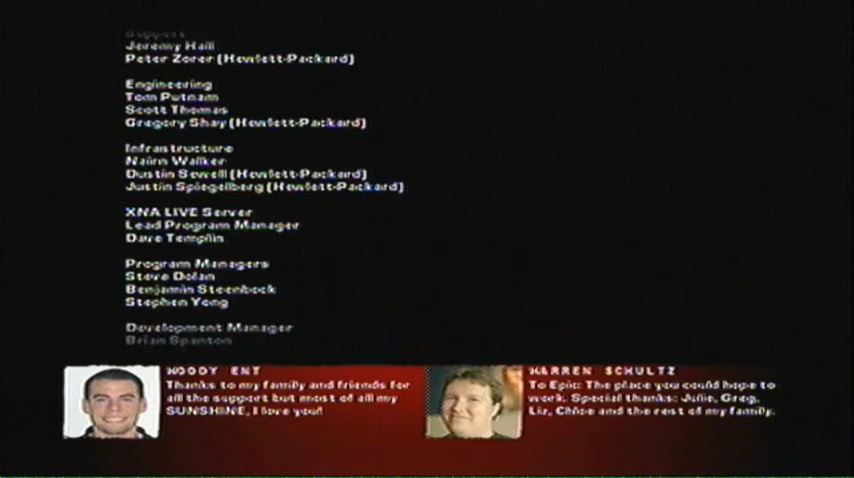 Support
Jeremy Hall
Peter Zorer (Hewlett-Packard)
Engineering
Tom Putnam
Scott Thomas
Gregory Shay (Hewlett-Packard)
Infrastructure
Nairn Walker
Dustin Sewell (Hewlett-Packard)
Justin Spiegelberg (Hewlett-Packard)
XNA LIVE Server
Lead Program Manager
Dave Templin
Program Managers
Steve Dolan
Benjamin Steenbock
Stephen Yong
Development Manager
Brian Spanton
WOODY ENT
Thanks to my family and friends for
all the support but most of all my
SUNSHINE, I love you!
WARREN SCHULTZ
To Epic: The place you could hope to
work. Special thanks: Julie, Greg,
Liz, Chloe and the rest of my family.